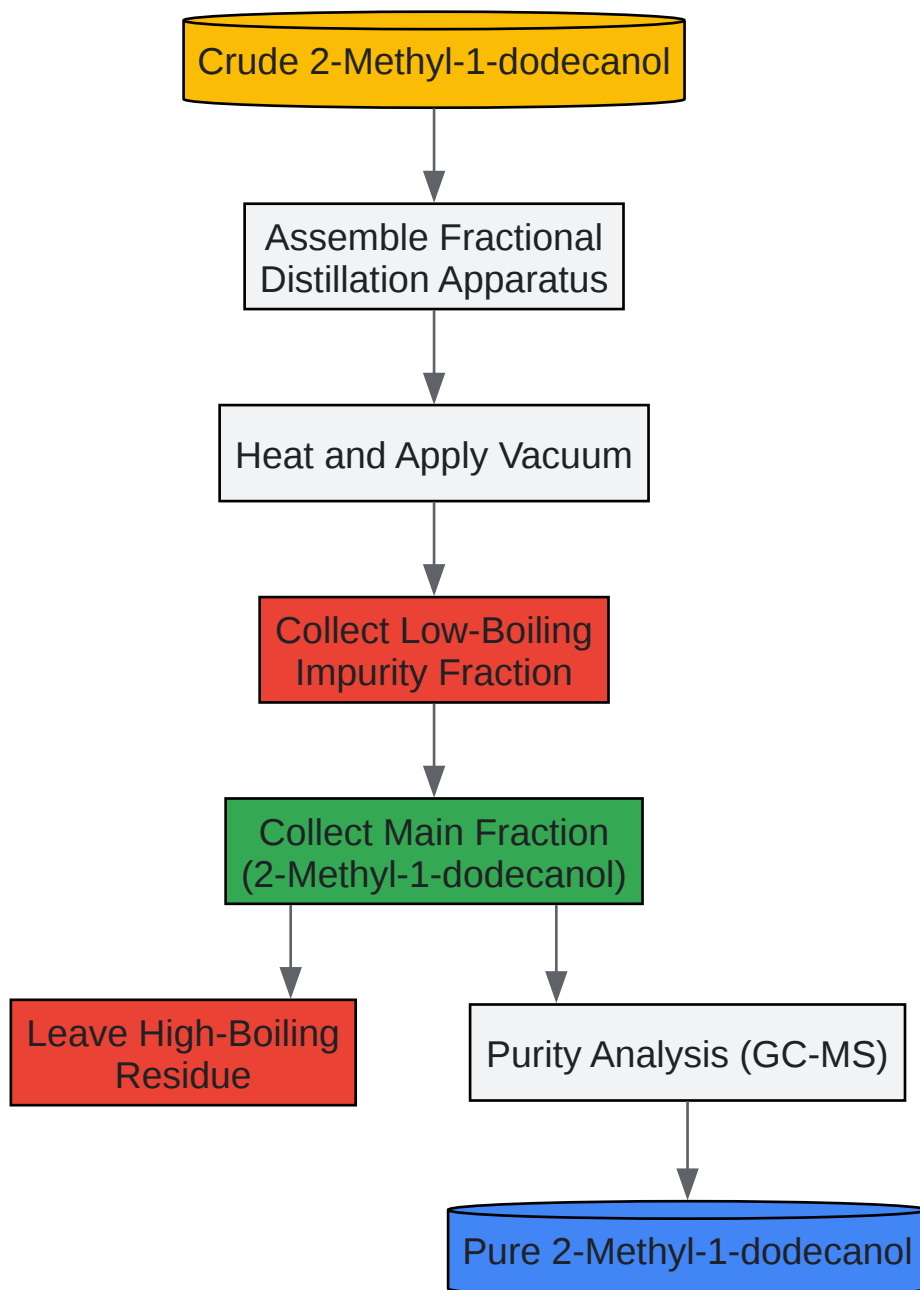 Crude 2-Methyl-1-dodecanol
Assemble Fractional
Distillation Apparatus
Heat and Apply Vacuum
Collect Low-Boiling
Impurity Fraction
Collect Main Fraction
(2-Methyl-1-dodecanol)
Leave High-Boiling
Residue
Purity Analysis (GC-MS)
Pure 2-Methyl-1-dodecanol